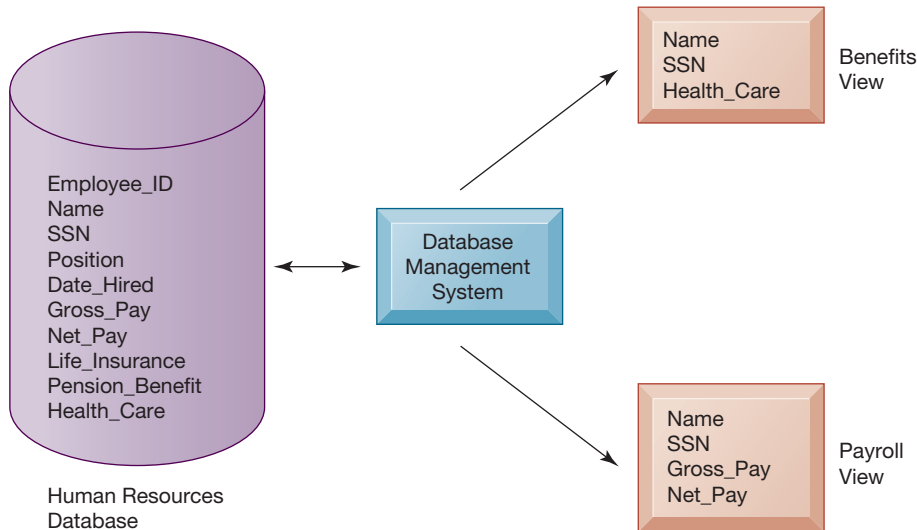 Employee_ID
Name
SSN
Position
Date_Hired
Gross_Pay
Net_Pay
Life_Insurance
Pension_Benefit
Health_Care
Human Resources
Database
Database
Management
System
Name
SSN
Health_Care
Benefits
View
Name
SSN
Gross_Pay
Net_Pay
Payroll
View